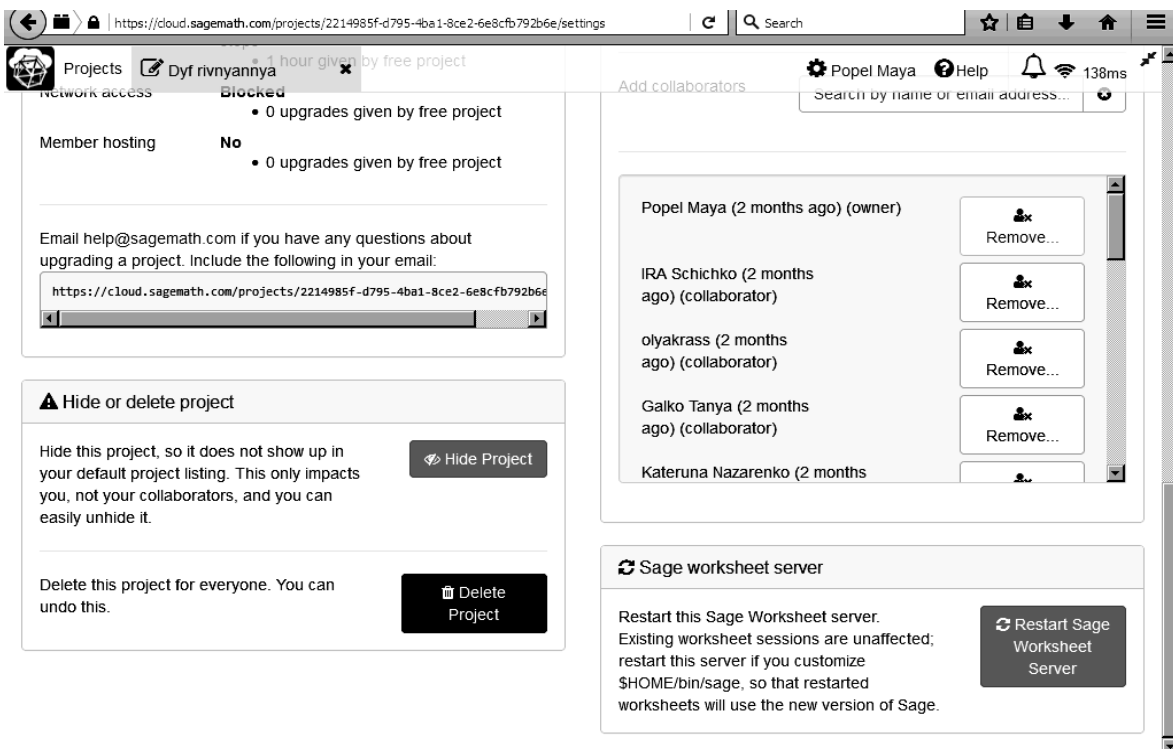 https://cloud.sagemath.com/projects/2214985f-d795-4ba1-8ce2-6e8cfb792b6e/settings
Search
Projects
Dyf rivnyannya
Popel Maya
Help
138ms
• 1 hour given by free project
Network access
Blocked
• 0 upgrades given by free project
Member hosting
No
• 0 upgrades given by free project
Email help@sagemath.com if you have any questions about
upgrading a project. Include the following in your email:
https://cloud.sagemath.com/projects/2214985f-d795-4ba1-8ce2-6e8cfb792b6e
Hide or delete project
Hide this project, so it does not show up in
your default project listing. This only impacts
you, not your collaborators, and you can
easily unhide it.
Hide Project
Delete this project for everyone. You can
undo this.
Delete
Project
Add collaborators
Search by name or email address...
Popel Maya (2 months ago) (owner)
Remove...
IRA Schichko (2 months
ago) (collaborator)
Remove...
olyakrass (2 months
ago) (collaborator)
Remove...
Galko Tanya (2 months
ago) (collaborator)
Remove...
Kateruna Nazarenko (2 months
Sage worksheet server
Restart this Sage Worksheet server.
Existing worksheet sessions are unaffected;
restart this server if you customize
$HOME/bin/sage, so that restarted
worksheets will use the new version of Sage.
Restart Sage
Worksheet
Server